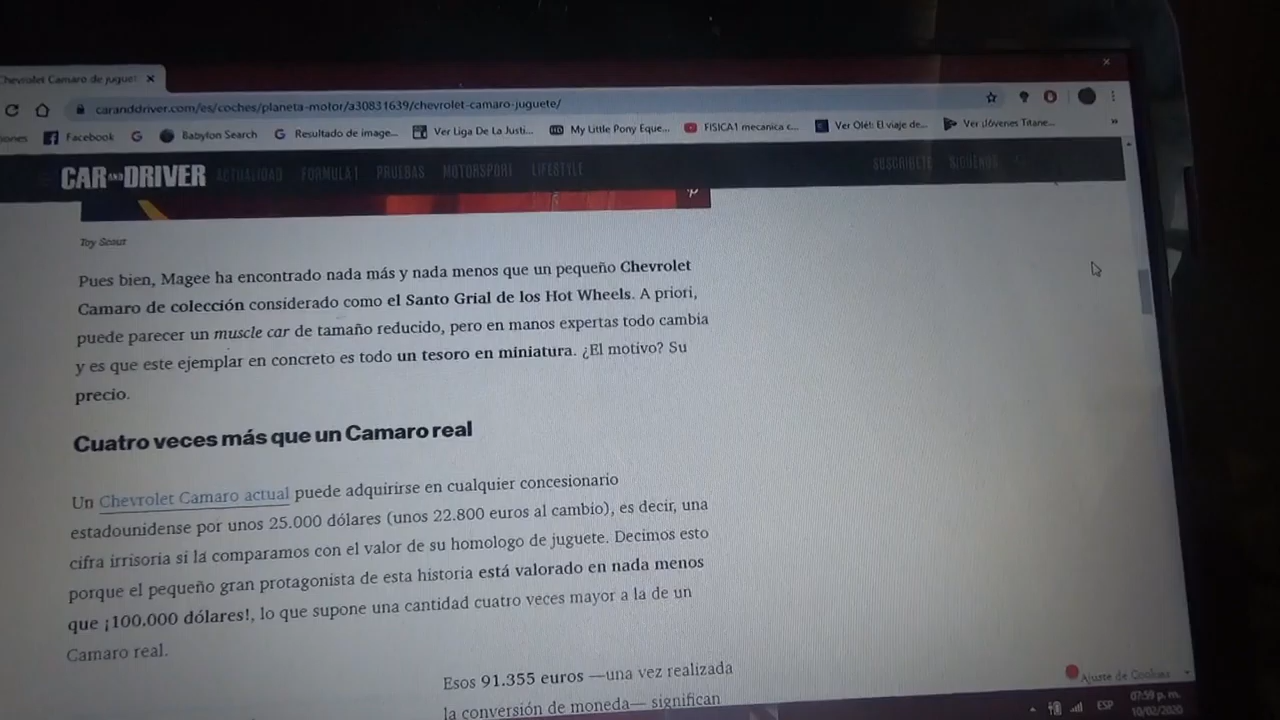 Chevrolet Camaro de juguet
caranddriver.com/es/coches/planeta-motor/a30831639/chevrolet-camaro-juguete/
iones Facebook Babylon Search Resultado de image... Ver Liga De La Justi... My Little Pony Eque... FISICA1 mecanica c... Ver Olé!: El viaje de... Ver ¡Jóvenes Titane... »
CAR AND DRIVER ACTUALIDAD FORMULA 1 PRUEBAS MOTORSPORT LIFESTYLE SUSCRÍBETE SÍGUENOS
Toy Scout
Pues bien, Magee ha encontrado nada más y nada menos que un pequeño Chevrolet
Camaro de colección considerado como el Santo Grial de los Hot Wheels. A priori,
puede parecer un muscle car de tamaño reducido, pero en manos expertas todo cambia
y es que este ejemplar en concreto es todo un tesoro en miniatura. ¿El motivo? Su
precio.
Cuatro veces más que un Camaro real
Un Chevrolet Camaro actual puede adquirirse en cualquier concesionario
estadounidense por unos 25.000 dólares (unos 22.800 euros al cambio), es decir, una
cifra irrisoria si la comparamos con el valor de su homologo de juguete. Decimos esto
porque el pequeño gran protagonista de esta historia está valorado en nada menos
que ¡100.000 dólares!, lo que supone una cantidad cuatro veces mayor a la de un
Camaro real.
Esos 91.355 euros —una vez realizada
la conversión de moneda— significan
Ajuste de Cookies
ESP
07:59 p. m.
10/02/2020